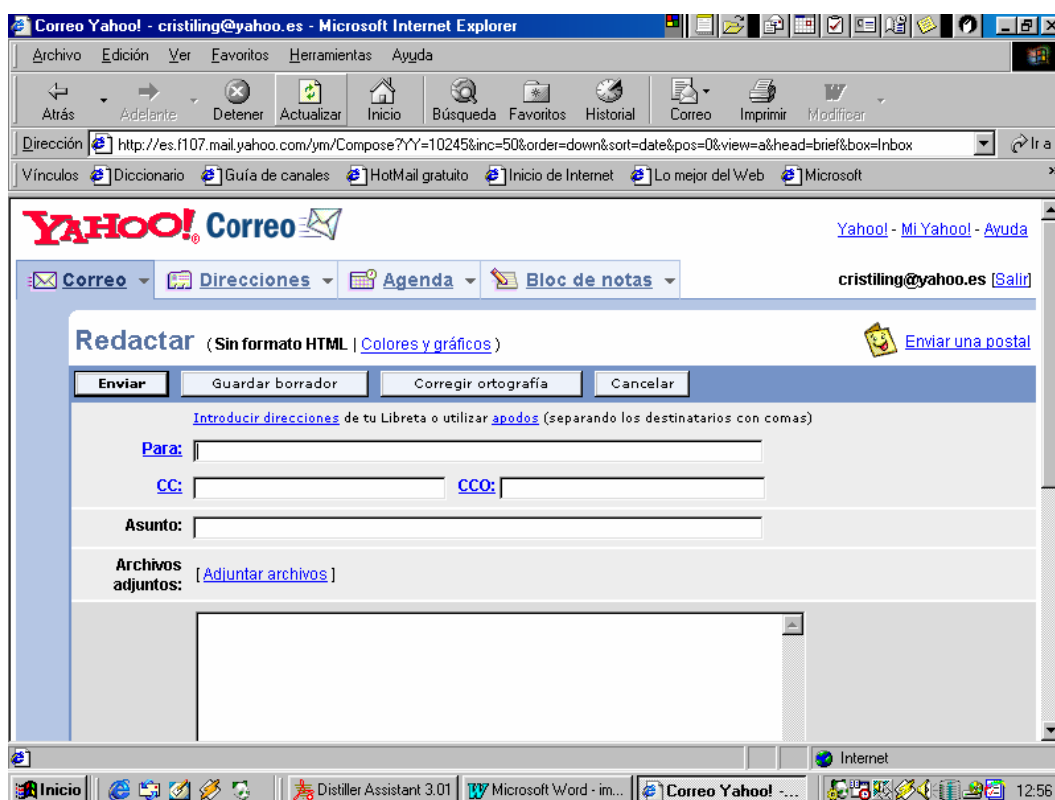 Correo Yahoo! - cristiling@yahoo.es - Microsoft Internet Explorer
Archivo Edición Ver Favoritos Herramientas Ayuda
Atrás Adelante Detener Actualizar Inicio Búsqueda Favoritos Historial Correo Imprimir Modificar
Dirección http://es.f107.mail.yahoo.com/ym/Compose?YY=10245&inc=50&order=down&sort=date&pos=0&view=a&head=brief&box=Inbox Ir a
Vínculos Diccionario Guía de canales HotMail gratuito Inicio de Internet Lo mejor del Web Microsoft
YAHOO! Correo Yahoo! - Mi Yahoo! - Ayuda
Correo Direcciones Agenda Bloc de notas cristiling@yahoo.es [Salir]
Redactar (Sin formato HTML | Colores y gráficos) Enviar una postal
Enviar Guardar borrador Corregir ortografía Cancelar
Introducir direcciones de tu Libreta o utilizar apodos (separando los destinatarios con comas)
Para:
CC: CCO:
Asunto:
Archivos
adjuntos: [Adjuntar archivos]
Internet
Inicio Distiller Assistant 3.01 Microsoft Word - im... Correo Yahoo! -... 12:56